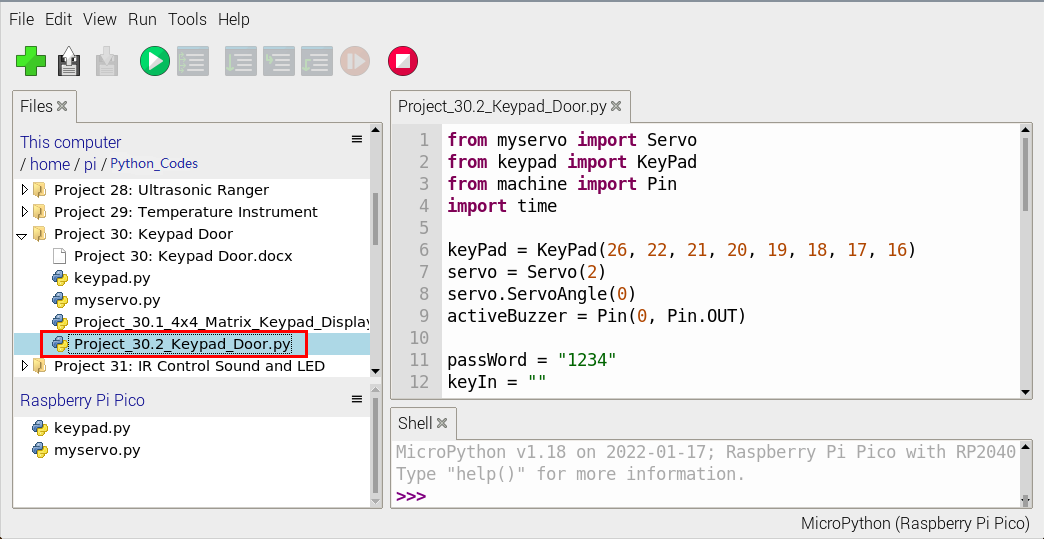 File Edit View Run Tools Help
Files
This computer
/ home / pi / Python_Codes
Project 28: Ultrasonic Ranger
Project 29: Temperature Instrument
Project 30: Keypad Door
Project 30: Keypad Door.docx
keypad.py
myservo.py
Project_30.1_4x4_Matrix_Keypad_Display
Project_30.2_Keypad_Door.py
Project 31: IR Control Sound and LED
Raspberry Pi Pico
keypad.py
myservo.py
Project_30.2_Keypad_Door.py
1 from myservo import Servo
2 from keypad import KeyPad
3 from machine import Pin
4 import time
5
6 keyPad = KeyPad(26, 22, 21, 20, 19, 18, 17, 16)
7 servo = Servo(2)
8 servo.ServoAngle(0)
9 activeBuzzer = Pin(0, Pin.OUT)
10
11 passWord = "1234"
12 keyIn = ""
Shell
MicroPython v1.18 on 2022-01-17; Raspberry Pi Pico with RP2040
Type "help()" for more information.
>>>
MicroPython (Raspberry Pi Pico)